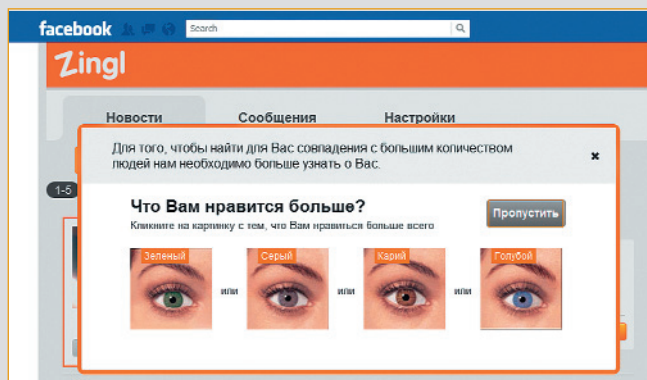 facebook Search
Zingl
Новости Сообщения Настройки
Для того, чтобы найти для Вас совпадения с большим количеством
людей нам необходимо больше узнать о Вас.
1-5
Что Вам нравится больше?
Пропустить
Кликните на картинку с тем, что Вам нравиться больше всего
Зеленый Серый Карий Голубой
или или или